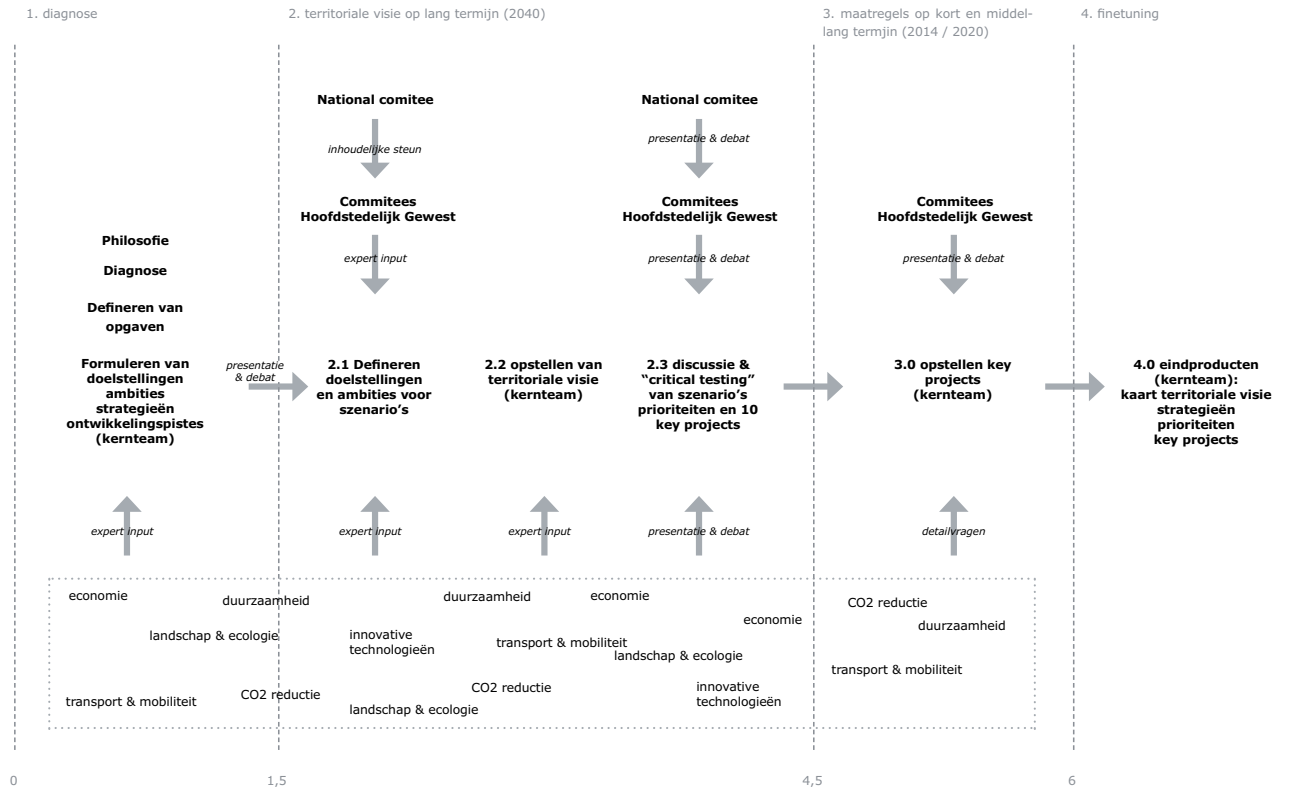 1. diagnose
2. territoriale visie op lang termijn (2040)
3. maatregels op kort en middel-
lang termjin (2014 / 2020)
4. finetuning
National comitee
inhoudelijke steun
Commitees
Hoofdstedelijk Gewest
expert input
National comitee
presentatie & debat
Commitees
Hoofdstedelijk Gewest
presentatie & debat
Commitees
Hoofdstedelijk Gewest
presentatie & debat
Philosofie
Diagnose
Defineren van
opgaven
Formuleren van
doelstellingen
ambities
strategieën
ontwikkelingspistes
(kernteam)
presentatie
& debat
2.1 Defineren
doelstellingen
en ambities voor
szenario’s
2.2 opstellen van
territoriale visie
(kernteam)
2.3 discussie &
“critical testing”
van szenario’s
prioriteiten en 10
key projects
3.0 opstellen key
projects
(kernteam)
4.0 eindproducten
(kernteam):
kaart territoriale visie
strategieën
prioriteiten
key projects
expert input
expert input
expert input
presentatie & debat
detailvragen
economie
duurzaamheid
duurzaamheid
economie
CO2 reductie
economie
duurzaamheid
landschap & ecologie
innovative
technologieën
transport & mobiliteit
landschap & ecologie
transport & mobiliteit
transport & mobiliteit
CO2 reductie
CO2 reductie
innovative
technologieën
landschap & ecologie
0
1,5
4,5
6